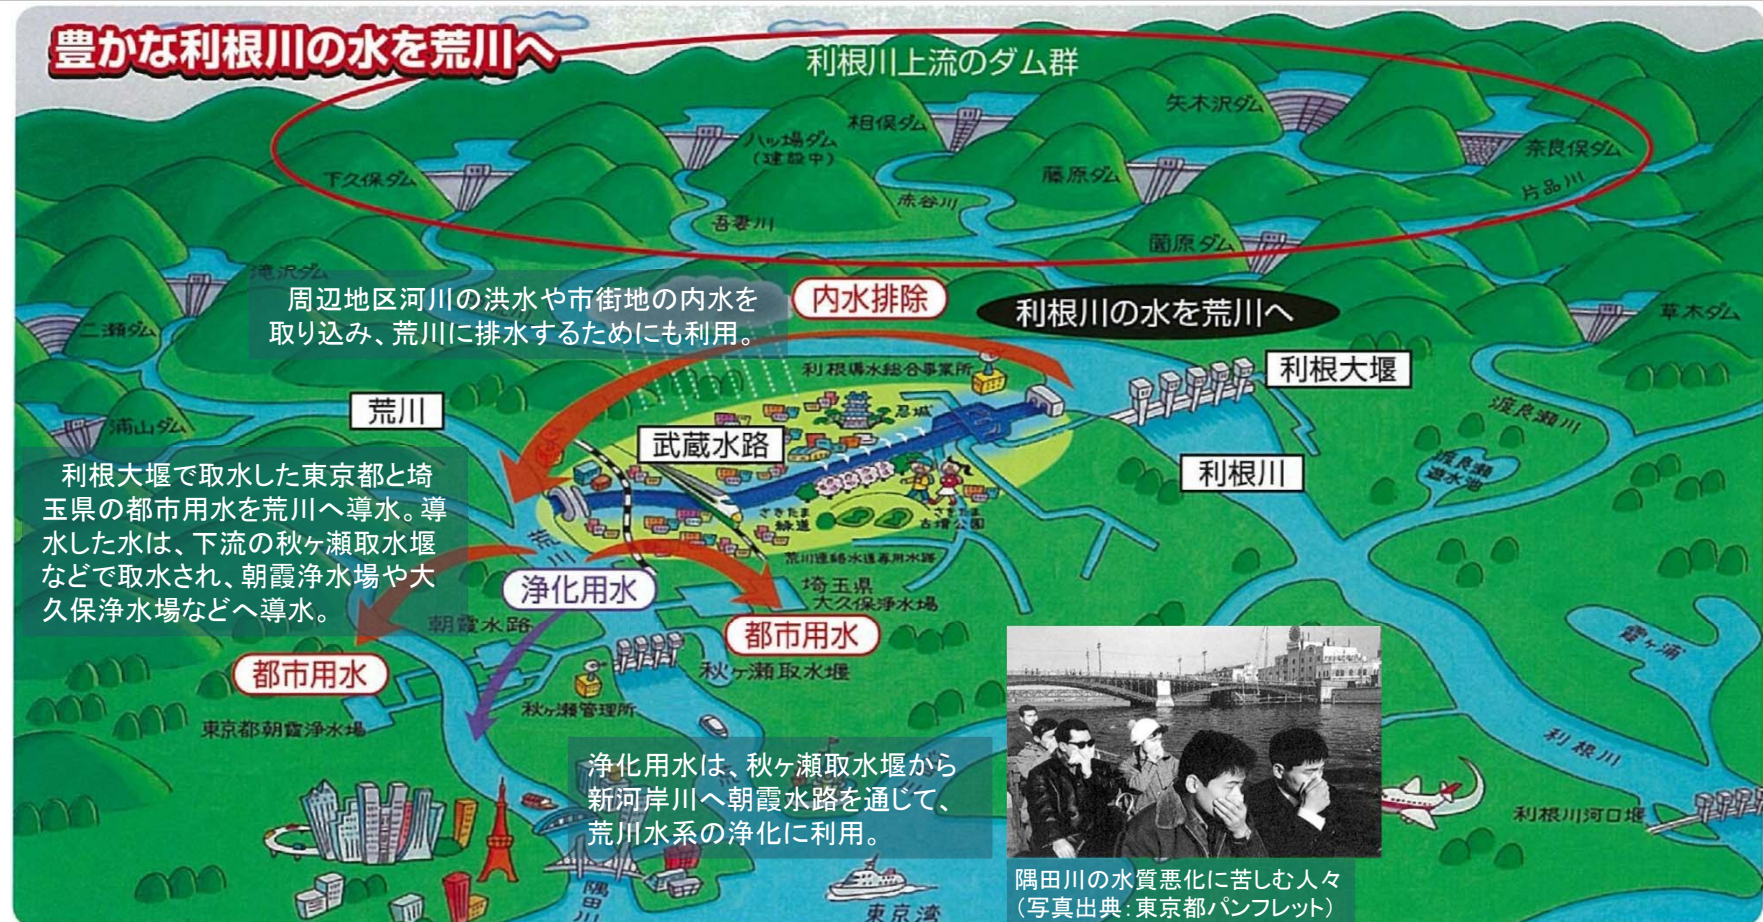 豊かな利根川の水を荒川へ
利根川上流のダム群
矢木沢ダム
相俣ダム
八ッ場ダム
(建設中)
奈良俣ダム
下久保ダム
藤原ダム
片品川
赤谷川
吾妻川
薗原ダム
滝沢ダム
周辺地区河川の洪水や市街地の内水を
取り込み、荒川に排水するためにも利用。
内水排除
利根川の水を荒川へ
草木ダム
二瀬ダム
利根導水総合事業所
利根大堰
荒川
忍城
渡良瀬川
浦山ダム
武蔵水路
利根川
渡良瀬
遊水池
利根大堰で取水した東京都と埼
玉県の都市用水を荒川へ導水。導
水した水は、下流の秋ヶ瀬取水堰
などで取水され、朝霞浄水場や大
久保浄水場などへ導水。
さきたま
緑道
さきたま
古墳公園
荒川
荒川連絡水道専用水路
浄化用水
埼玉県
大久保浄水場
朝霞水路
都市用水
霞ヶ浦
都市用水
秋ヶ瀬取水堰
秋ヶ瀬管理所
東京都朝霞浄水場
利根川
浄化用水は、秋ヶ瀬取水堰から
新河岸川へ朝霞水路を通じて、
荒川水系の浄化に利用。
利根川河口堰
隅田川の水質悪化に苦しむ人々
(写真出典:東京都パンフレット)
隅田川
東京湾